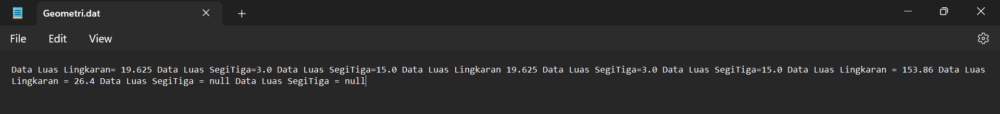 Geometri.dat
File Edit View
Data Luas Lingkaran= 19.625 Data Luas SegiTiga=3.0 Data Luas SegiTiga=15.0 Data Luas Lingkaran 19.625 Data Luas SegiTiga=3.0 Data Luas SegiTiga=15.0 Data Luas Lingkaran = 153.86 Data Luas
Lingkaran = 26.4 Data Luas SegiTiga = null Data Luas SegiTiga = null